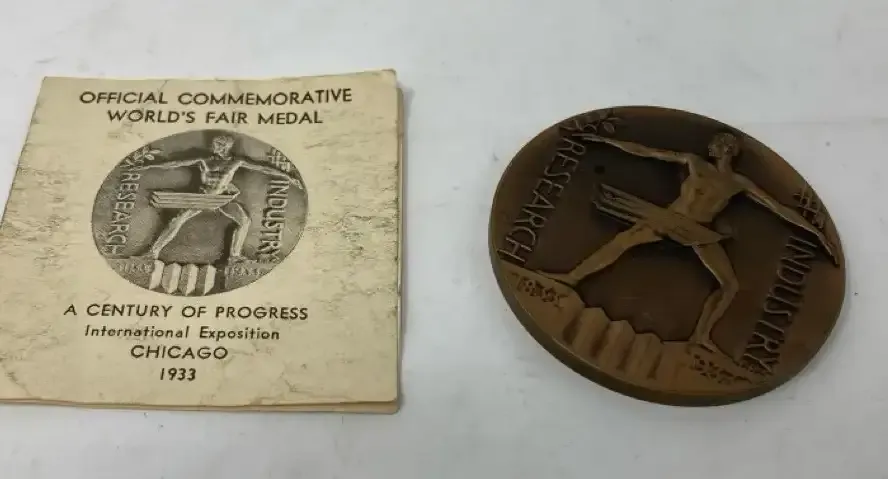 OFFICIAL COMMEMORATIVE
WORLD'S FAIR MEDAL
RESEARCH
INDUSTRY
A CENTURY OF PROGRESS
International Exposition
CHICAGO
1933
RESEARCH
INDUSTRY